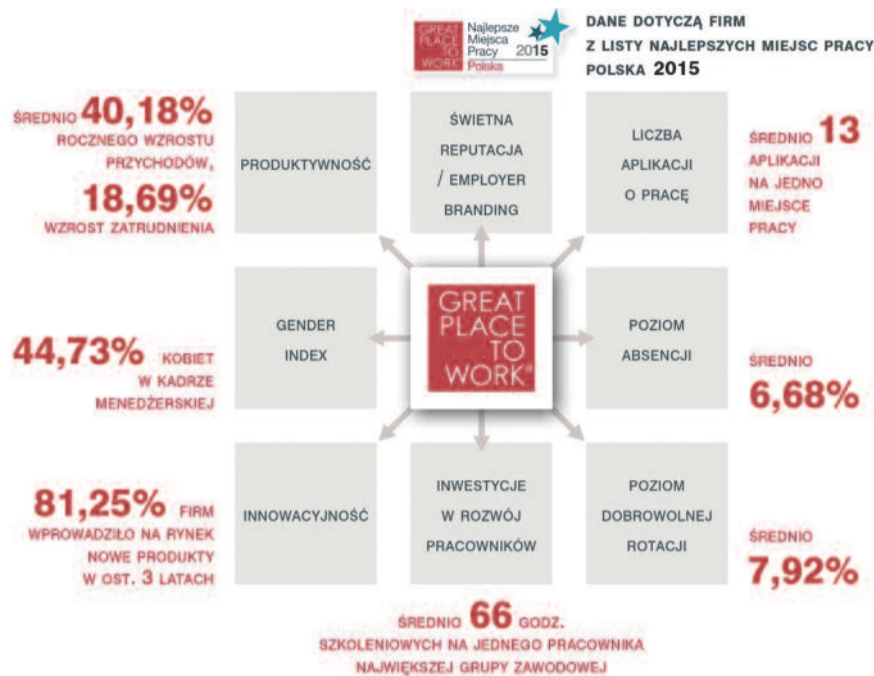 GREAT
PLACE
TO
WORK®
Najlepsze
Miejsca
Pracy 2015
Polska
DANE DOTYCZĄ FIRM
Z LISTY NAJLEPSZYCH MIEJSC PRACY
POLSKA 2015
ŚREDNIO 40,18%
ROCZNEGO WZROSTU
PRZYCHODÓW,
18,69%
WZROST ZATRUDNIENIA
PRODUKTYWNOŚĆ
ŚWIETNA
REPUTACJA
/ EMPLOYER
BRANDING
LICZBA
APLIKACJI
O PRACĘ
ŚREDNIO 13
APLIKACJI
NA JEDNO
MIEJSCE
PRACY
44,73% KOBIET
W KADRZE
MENEDŻERSKIEJ
GENDER
INDEX
GREAT
PLACE
TO
WORK®
POZIOM
ABSENCJI
ŚREDNIO
6,68%
81,25% FIRM
WPROWADZIŁO NA RYNEK
NOWE PRODUKTY
W OST. 3 LATACH
INNOWACYJNOŚĆ
INWESTYCJE
W ROZWÓJ
PRACOWNIKÓW
POZIOM
DOBROWOLNEJ
ROTACJI
ŚREDNIO
7,92%
ŚREDNIO 66 GODZ.
SZKOLENIOWYCH NA JEDNEGO PRACOWNIKA
NAJWIĘKSZEJ GRUPY ZAWODOWEJ